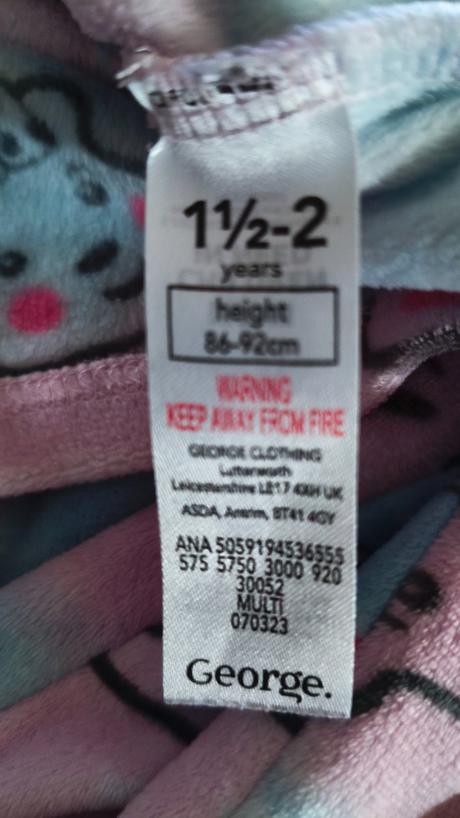 1½-2
years
height
86-92cm
WARNING
KEEP AWAY FROM FIRE
GEORGE CLOTHING
Lutterworth
Leicestershire LE17 4XH UK
ASDA, Antrim, BT41 4GY
ANA 5059194536555
575 5750 3000 920
30052
MULTI
070323
George.